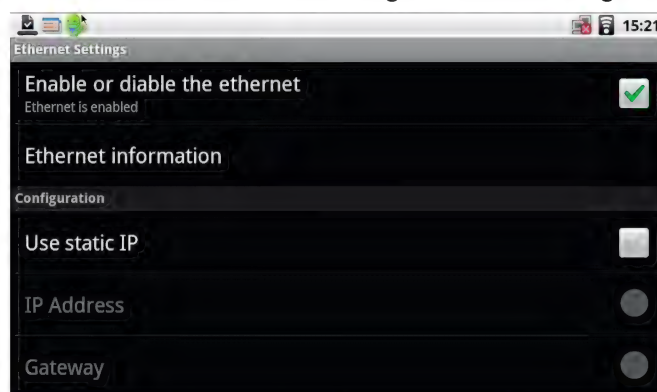 15:21
Ethernet Settings
Enable or diable the ethernet
Ethernet is enabled
Ethernet information
Configuration
Use static IP
IP Address
Gateway